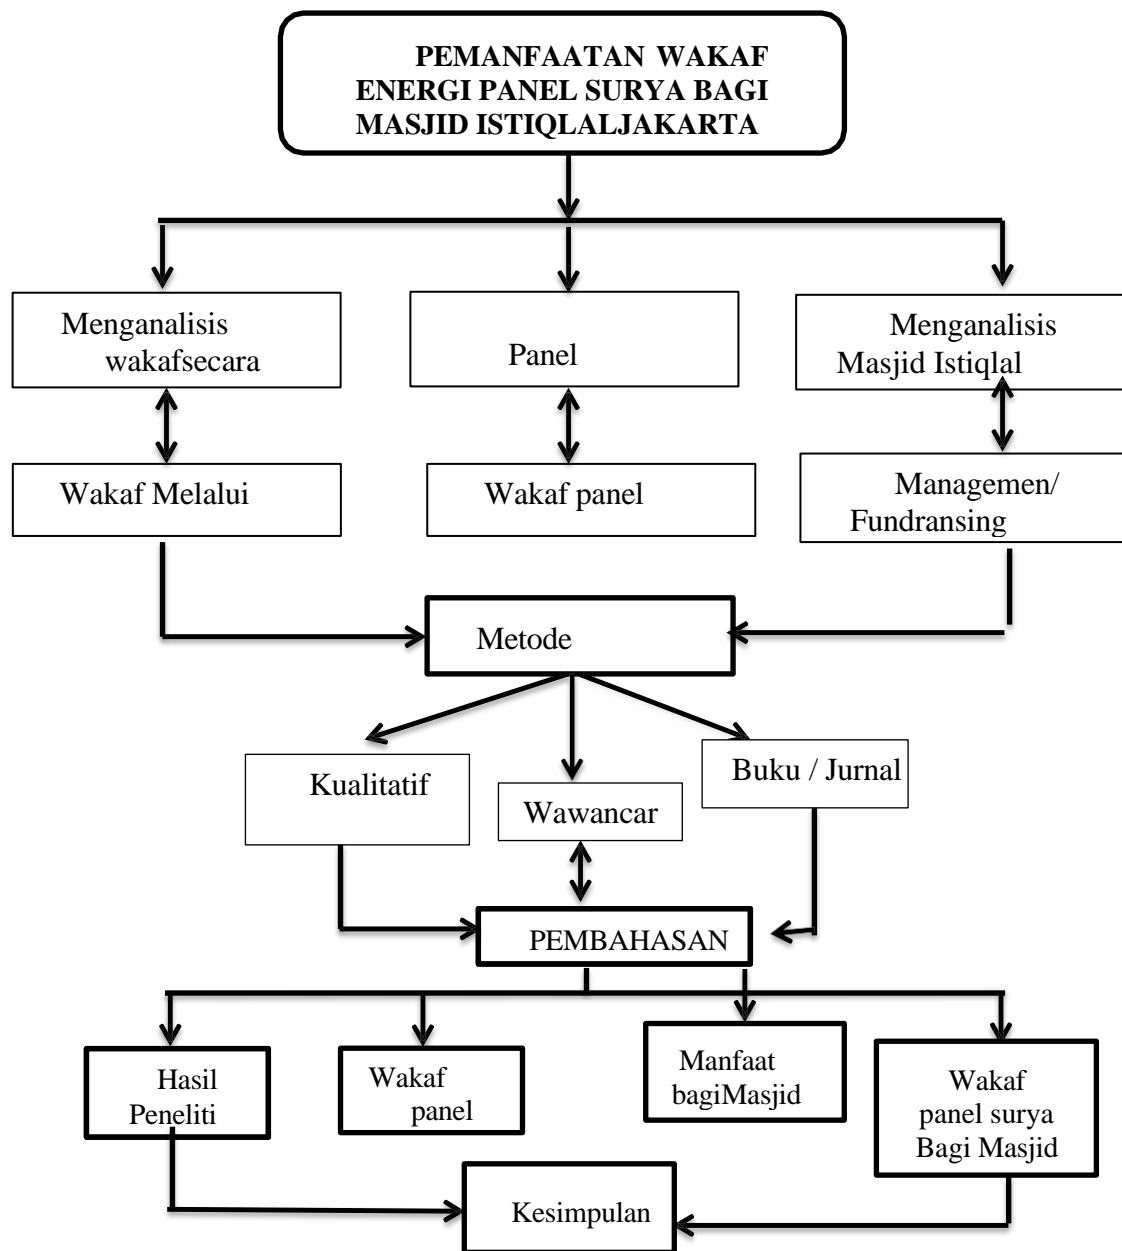 PEMANFAATAN WAKAF
ENERGI PANEL SURYA BAGI
MASJID ISTIQLALJAKARTA
Menganalisis
wakafsecara
Panel
Menganalisis
Masjid Istiqlal
Wakaf Melalui
Wakaf panel
Managemen/
Fundransing
Metode
Kualitatif
Wawancar
Buku / Jurnal
PEMBAHASAN
Hasil
Peneliti
Wakaf
panel
Manfaat
bagiMasjid
Wakaf
panel surya
Bagi Masjid
Kesimpulan